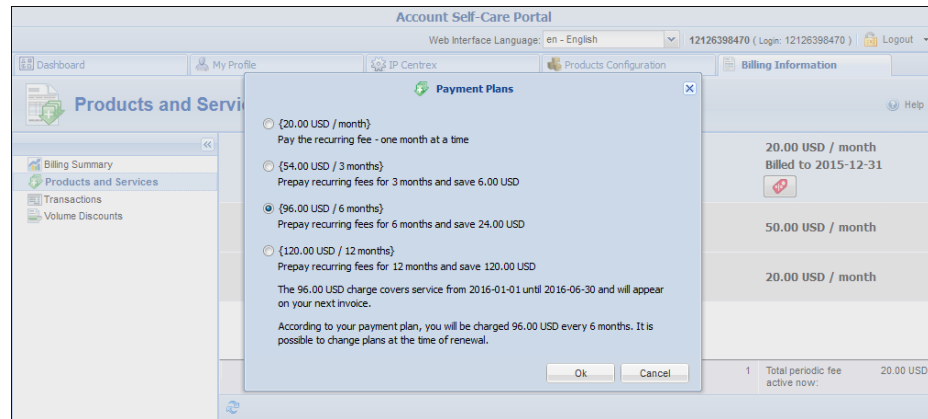 Account Self-Care Portal
Web Interface Language: en - English 12126398470 ( Login: 12126398470 ) Logout
Dashboard My Profile IP Centrex Products Configuration Billing Information
Products and Servi Help
Payment Plans
{20.00 USD / month}
Pay the recurring fee - one month at a time
{54.00 USD / 3 months}
Prepay recurring fees for 3 months and save 6.00 USD
{96.00 USD / 6 months}
Prepay recurring fees for 6 months and save 24.00 USD
{120.00 USD / 12 months}
Prepay recurring fees for 12 months and save 120.00 USD
The 96.00 USD charge covers service from 2016-01-01 until 2016-06-30 and will appear
on your next invoice.
According to your payment plan, you will be charged 96.00 USD every 6 months. It is
possible to change plans at the time of renewal.
Ok Cancel
Billing Summary
Products and Services
Transactions
Volume Discounts
20.00 USD / month
Billed to 2015-12-31
50.00 USD / month
20.00 USD / month
1 Total periodic fee 20.00 USD
active now: